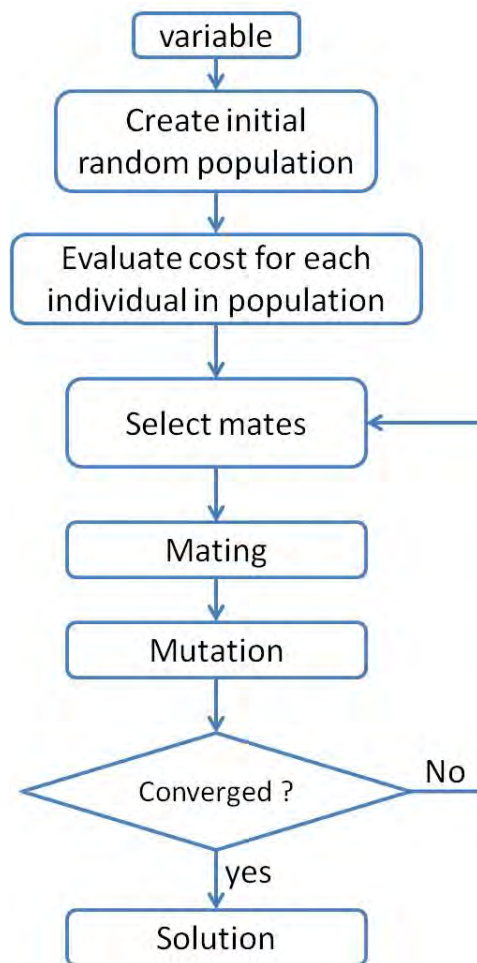 variable
Create initial
random population
Evaluate cost for each
individual in population
Select mates
Mating
Mutation
Converged ?
No
yes
Solution